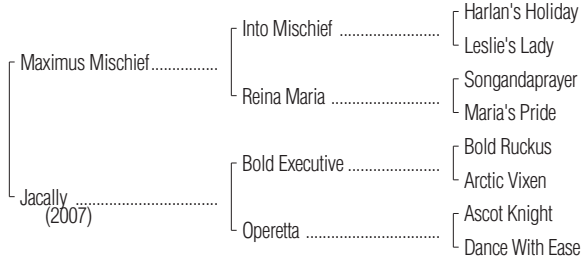 Harlan's Holiday
Into Mischief ...................
Leslie's Lady
Maximus Mischief................
Songandaprayer
Reina Maria .....................
Maria's Pride
Bold Ruckus
Bold Executive ..................
Arctic Vixen
Jacally ..........................
(2007)
Ascot Knight
Operetta .........................
Dance With Ease